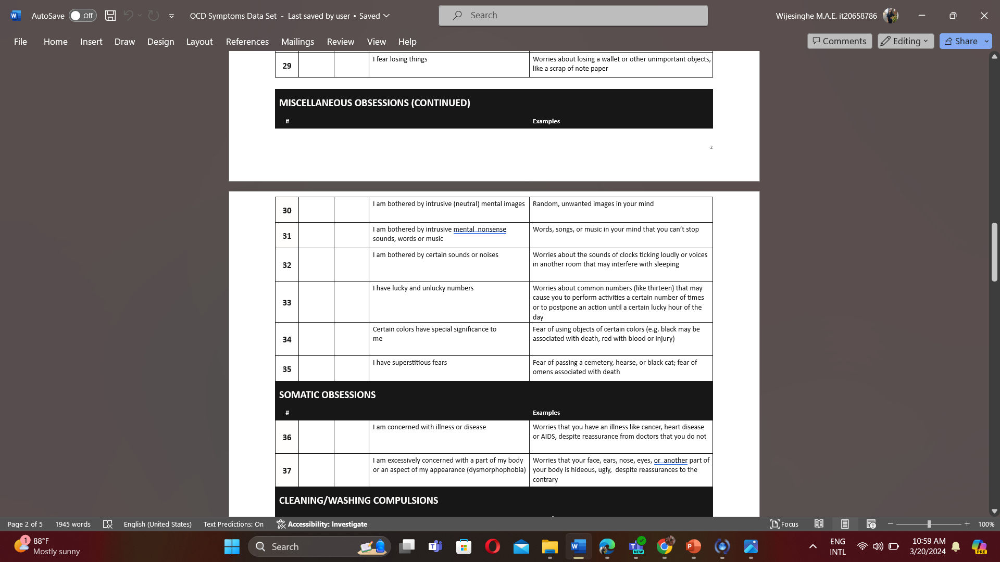 AutoSave Off OCD Symptoms Data Set - Last saved by user • Saved Search Wijesinghe M.A.E. it20658786
File Home Insert Draw Design Layout References Mailings Review View Help Comments Editing Share
29 I fear losing things Worries about losing a wallet or other unimportant objects,
like a scrap of note paper
MISCELLANEOUS OBSESSIONS (CONTINUED)
# Examples
2
30 I am bothered by intrusive (neutral) mental images Random, unwanted images in your mind
31 I am bothered by intrusive mental nonsense Words, songs, or music in your mind that you can't stop
sounds, words or music
32 I am bothered by certain sounds or noises Worries about the sounds of clocks ticking loudly or voices
in another room that may interfere with sleeping
33 I have lucky and unlucky numbers Worries about common numbers (like thirteen) that may
cause you to perform activities a certain number of times
or to postpone an action until a certain lucky hour of the
day
34 Certain colors have special significance to Fear of using objects of certain colors (e.g. black may be
me associated with death, red with blood or injury)
35 I have superstitious fears Fear of passing a cemetery, hearse, or black cat; fear of
omens associated with death
SOMATIC OBSESSIONS
# Examples
36 I am concerned with illness or disease Worries that you have an illness like cancer, heart disease
or AIDS, despite reassurance from doctors that you do not
37 I am excessively concerned with a part of my body Worries that your face, ears, nose, eyes, or another part of
or an aspect of my appearance (dysmorphophobia) your body is hideous, ugly, despite reassurances to the
contrary
CLEANING/WASHING COMPULSIONS
Page 2 of 5 1945 words English (United States) Text Predictions: On Accessibility: Investigate Focus 100%
1 88°F
Mostly sunny
Search
NEW
ENG
INTL
10:59 AM
3/20/2024
PRE